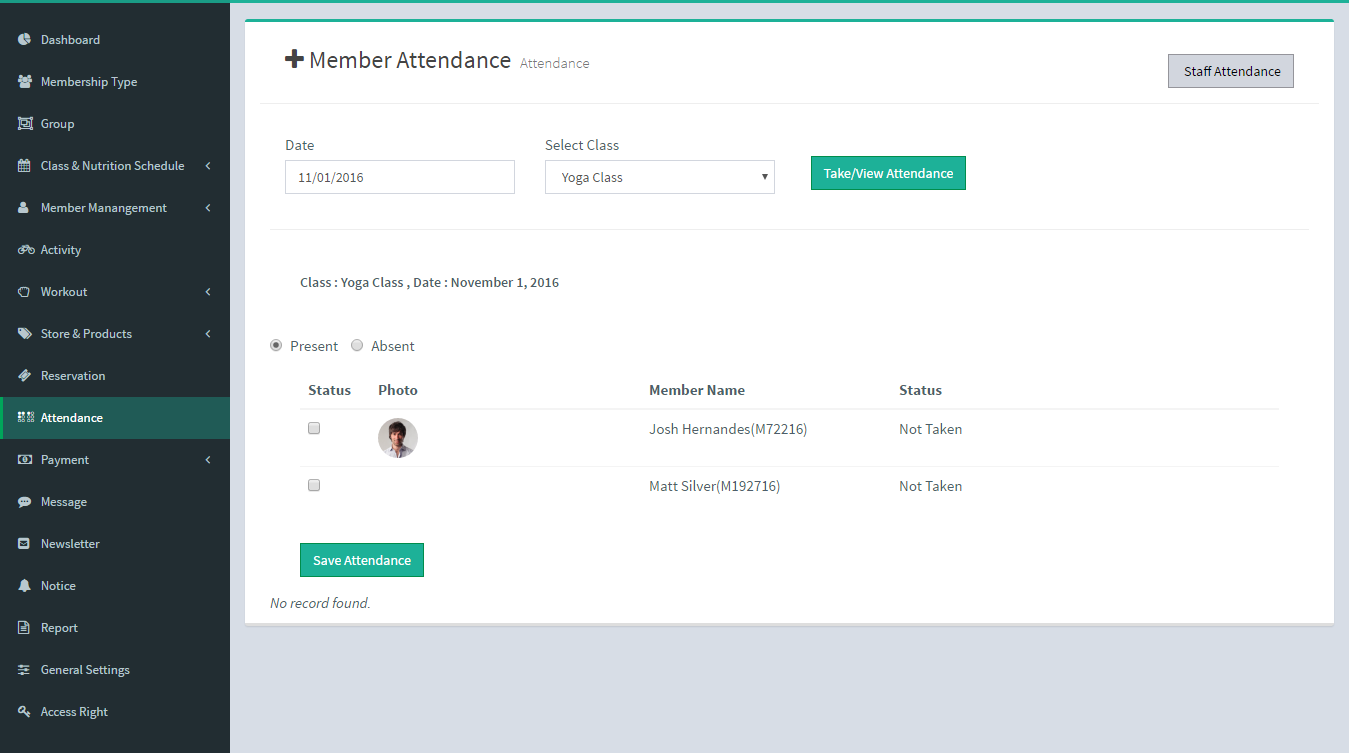 Dashboard
Membership Type
Group
Class & Nutrition Schedule
Member Manangement
Activity
Workout
Store & Products
Reservation
Attendance
Payment
Message
Newsletter
Notice
Report
General Settings
Access Right
Member Attendance Attendance
Staff Attendance
Date
Select Class
11/01/2016
Yoga Class
Take/View Attendance
Class : Yoga Class , Date : November 1, 2016
Present Absent
Status Photo Member Name Status
Josh Hernandes(M72216) Not Taken
Matt Silver(M192716) Not Taken
Save Attendance
No record found.